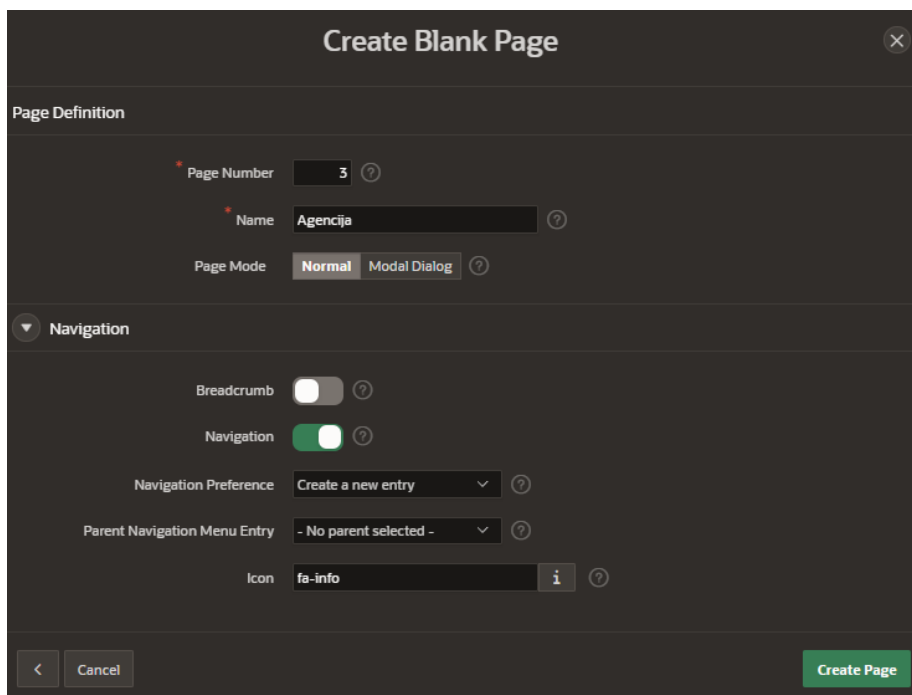 Create Blank Page
Page Definition
* Page Number 3 ?
* Name Agencija ?
Page Mode Normal Modal Dialog ?
Navigation
Breadcrumb ?
Navigation ?
Navigation Preference Create a new entry ?
Parent Navigation Menu Entry - No parent selected - ?
Icon fa-info i ?
Cancel Create Page